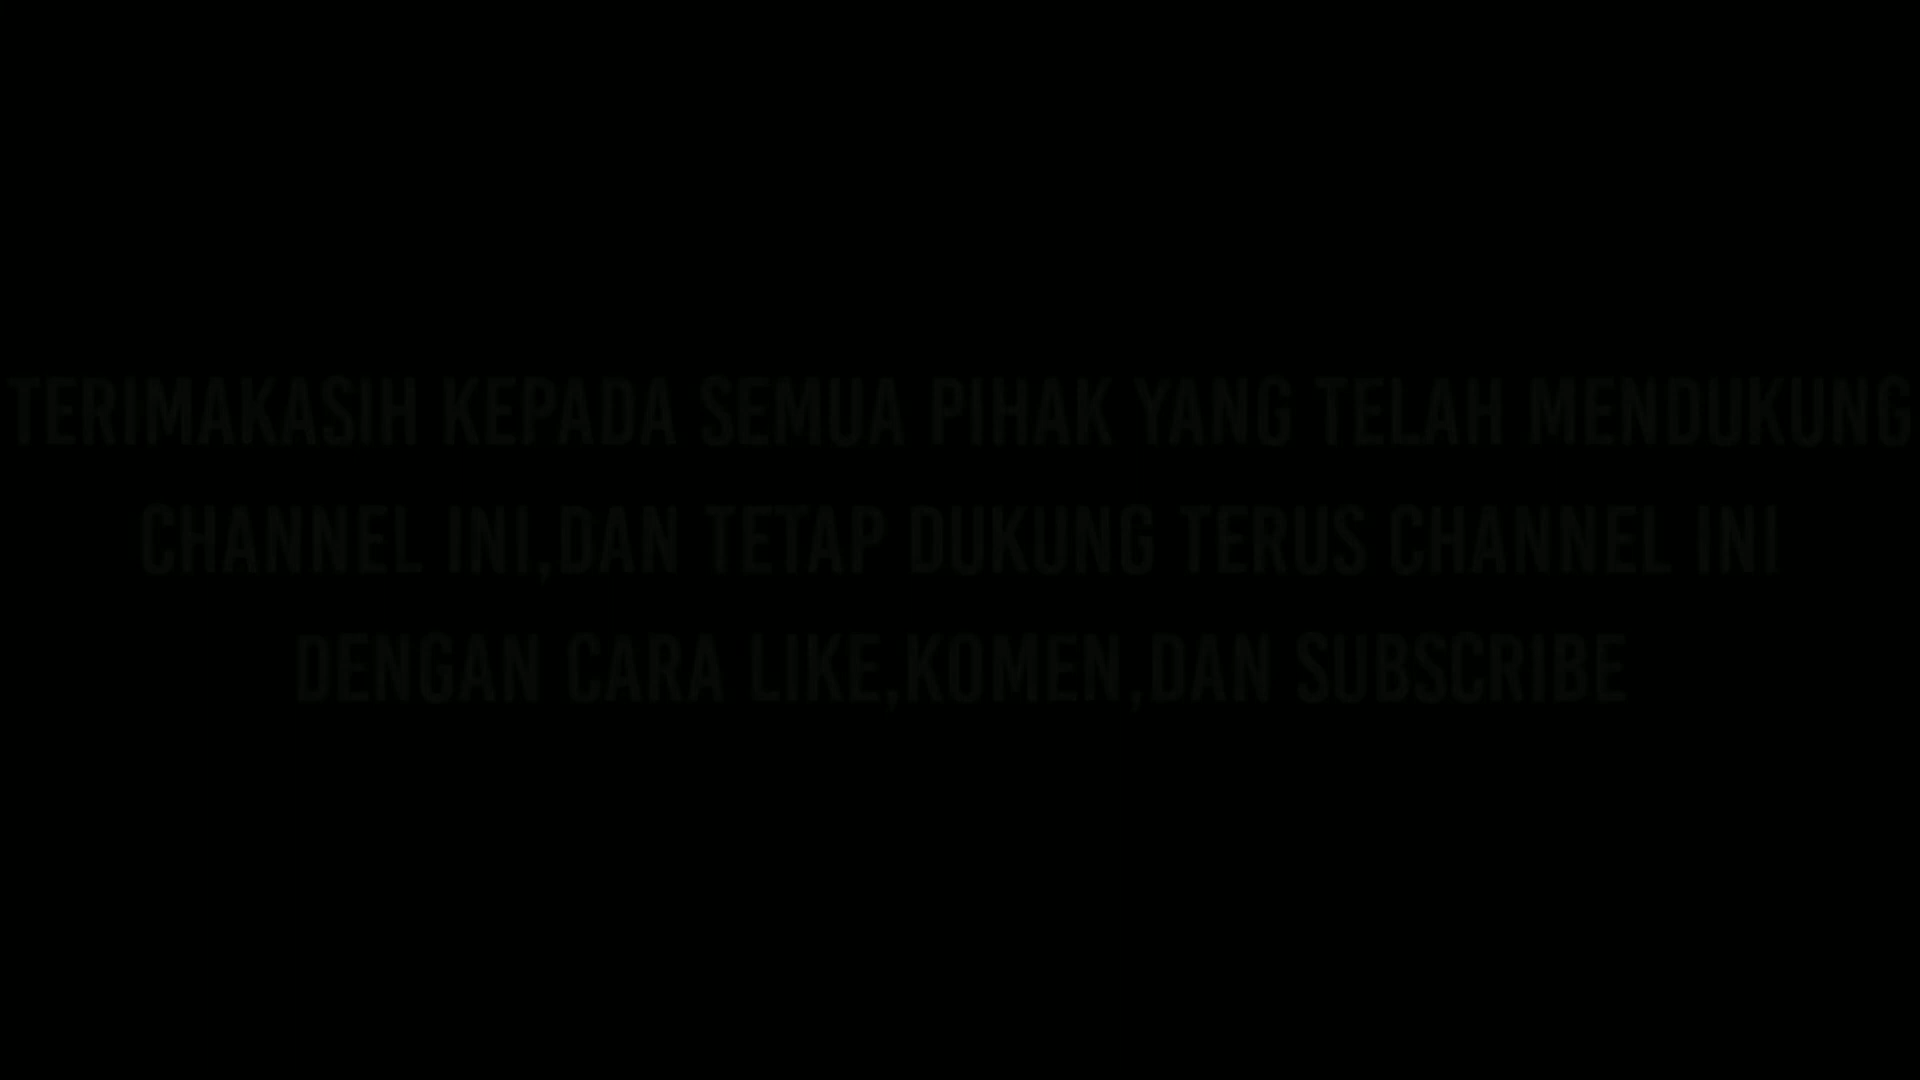 TERIMAKASIH KEPADA SEMUA PIHAK YANG TELAH MENDUKUNG
CHANNEL INI,DAN TETAP DUKUNG TERUS CHANNEL INI
DENGAN CARA LIKE,KOMEN,DAN SUBSCRIBE